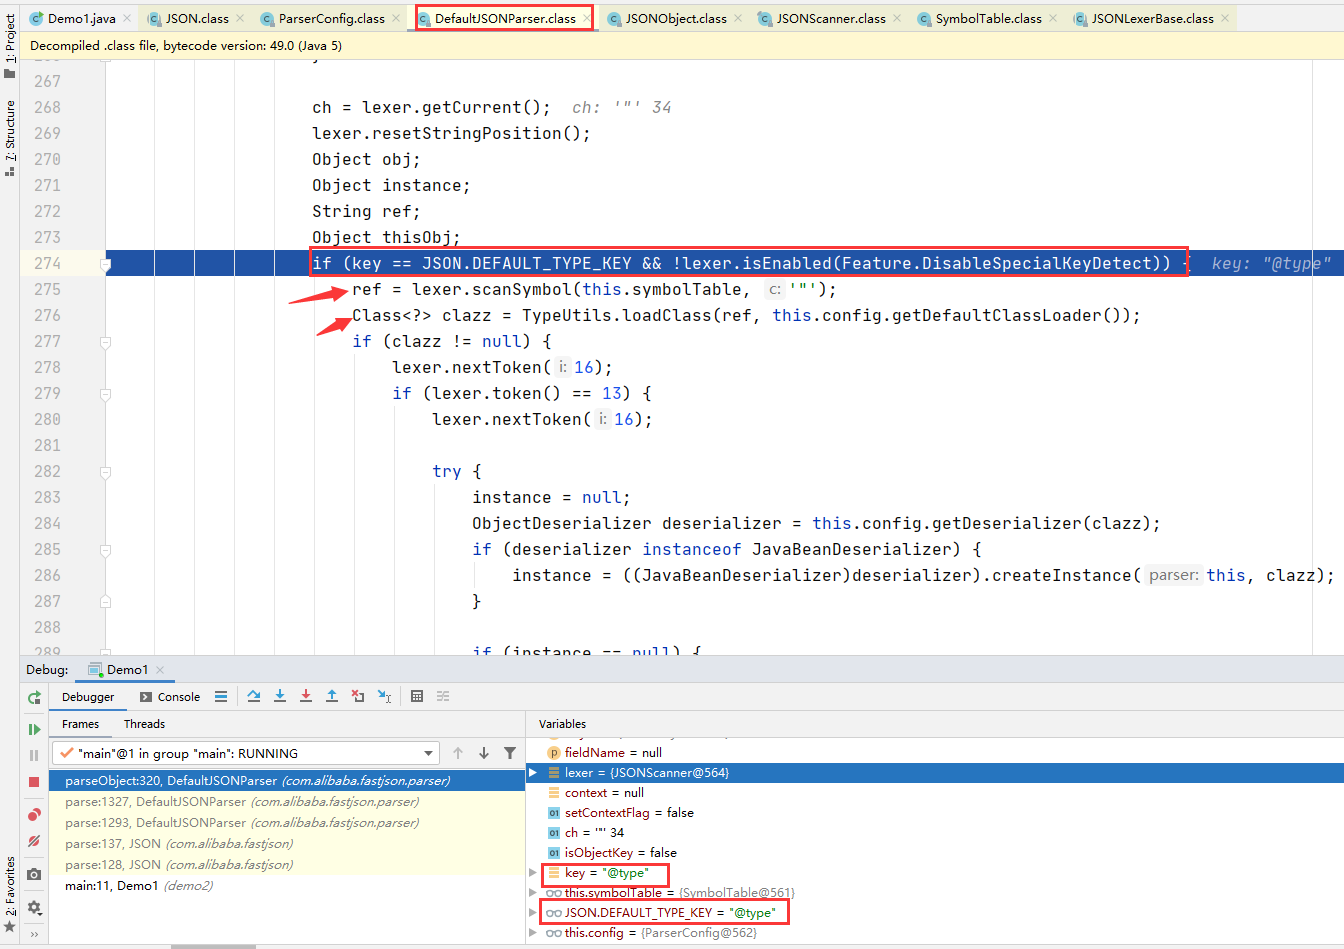 1: Project
7: Structure
2: Favorites
Demo1.java JSON.class ParserConfig.class DefaultJSONParser.class JSONObject.class JSONScanner.class SymbolTable.class JSONLexerBase.class
Decompiled .class file, bytecode version: 49.0 (Java 5)
267
268 ch = lexer.getCurrent(); ch: '"' 34
269 lexer.resetStringPosition();
270 Object obj;
271 Object instance;
272 String ref;
273 Object thisObj;
274 if (key == JSON.DEFAULT_TYPE_KEY && !lexer.isEnabled(Feature.DisableSpecialKeyDetect)) { key: "@type"
275 ref = lexer.scanSymbol(this.symbolTable, c: '"');
276 Class<?> clazz = TypeUtils.loadClass(ref, this.config.getDefaultClassLoader());
277 if (clazz != null) {
278 lexer.nextToken( i: 16);
279 if (lexer.token() == 13) {
280 lexer.nextToken( i: 16);
281
282 try {
283 instance = null;
284 ObjectDeserializer deserializer = this.config.getDeserializer(clazz);
285 if (deserializer instanceof JavaBeanDeserializer) {
286 instance = ((JavaBeanDeserializer)deserializer).createInstance( parser: this, clazz);
287 }
288
289 if (instance == null) {
Debug: Demo1
Debugger Console
Frames Threads
Variables
"main"@1 in group "main": RUNNING
parseObject:320, DefaultJSONParser (com.alibaba.fastjson.parser)
parse:1327, DefaultJSONParser (com.alibaba.fastjson.parser)
parse:1293, DefaultJSONParser (com.alibaba.fastjson.parser)
parse:137, JSON (com.alibaba.fastjson)
parse:128, JSON (com.alibaba.fastjson)
main:11, Demo1 (demo2)
fieldName = null
lexer = {JSONScanner@564}
context = null
setContextFlag = false
ch = '"' 34
isObjectKey = false
key = "@type"
this.symbolTable = {SymbolTable@561}
JSON.DEFAULT_TYPE_KEY = "@type"
this.config = {ParserConfig@562}